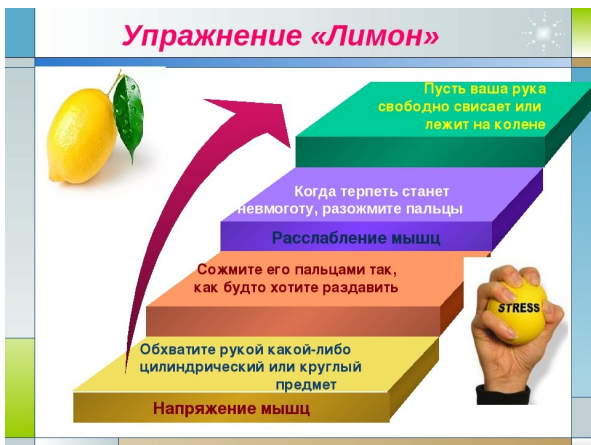 Упражнение «Лимон»
Пусть ваша рука
свободно свисает или
лежит на колене
Когда терпеть станет
невмоготу, разожмите пальцы
Расслабление мышц
Сожмите его пальцами так,
как будто хотите раздавить
STRESS
Обхватите рукой какой-либо
цилиндрический или круглый
предмет
Напряжение мышц